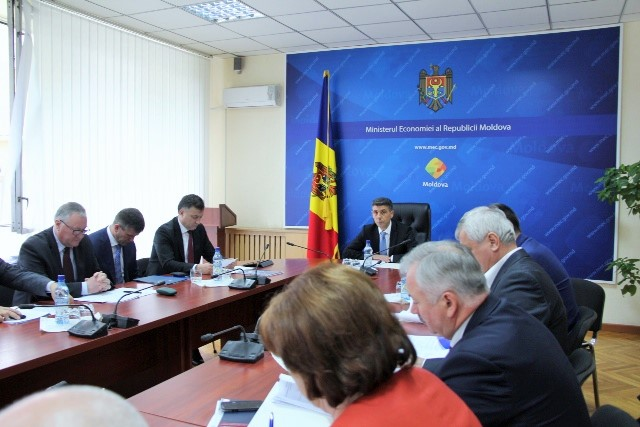 Ministerul Economiei al Republicii Moldova
www.mec.gov.md
Moldova